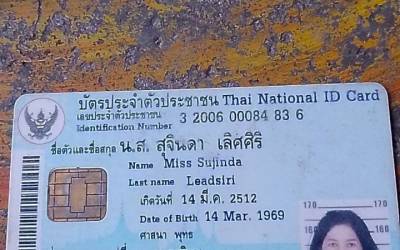 บัตรประจำตัวประชาชน Thai National ID Card
เลขประจำตัวประชาชน
Identification Number
3 2006 00084 83 6
ชื่อตัวและชื่อสกุล น.ส. สุจินดา เลิศศิริ
Name Miss Sujinda
Last name Leadsiri
เกิดวันที่ 14 มี.ค. 2512
Date of Birth 14 Mar. 1969
ศาสนา พุทธ
170 170
160 160